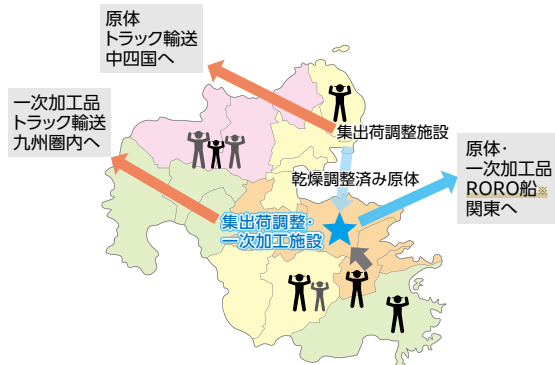 原体
トラック輸送
中四国へ
一次加工品
トラック輸送
九州圏内へ
集出荷調整施設
乾燥調整済み原体
原体・
一次加工品
RORO船※
関東へ
集出荷調整・
一次加工施設